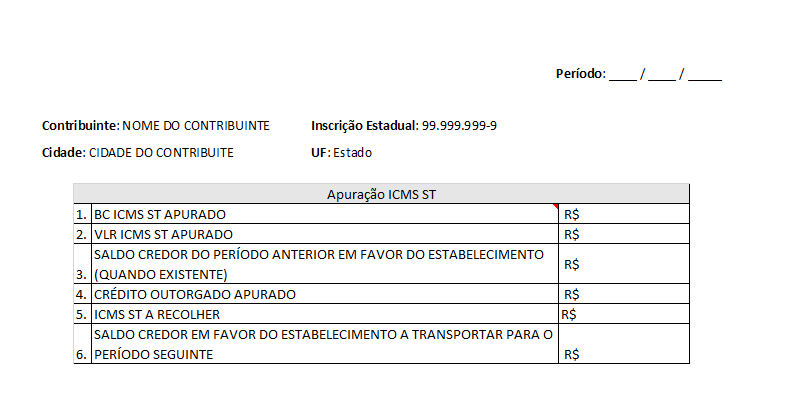 Período: ____ / ____ / _____
Contribuinte: NOME DO CONTRIBUINTE Inscrição Estadual: 99.999.999-9
Cidade: CIDADE DO CONTRIBUITE UF: Estado
Apuração ICMS ST
1. BC ICMS ST APURADO R$
2. VLR ICMS ST APURADO R$
SALDO CREDOR DO PERÍODO ANTERIOR EM FAVOR DO ESTABELECIMENTO
3. (QUANDO EXISTENTE) R$
4. CRÉDITO OUTORGADO APURADO R$
5. ICMS ST A RECOLHER R$
SALDO CREDOR EM FAVOR DO ESTABELECIMENTO A TRANSPORTAR PARA O
6. PERÍODO SEGUINTE R$